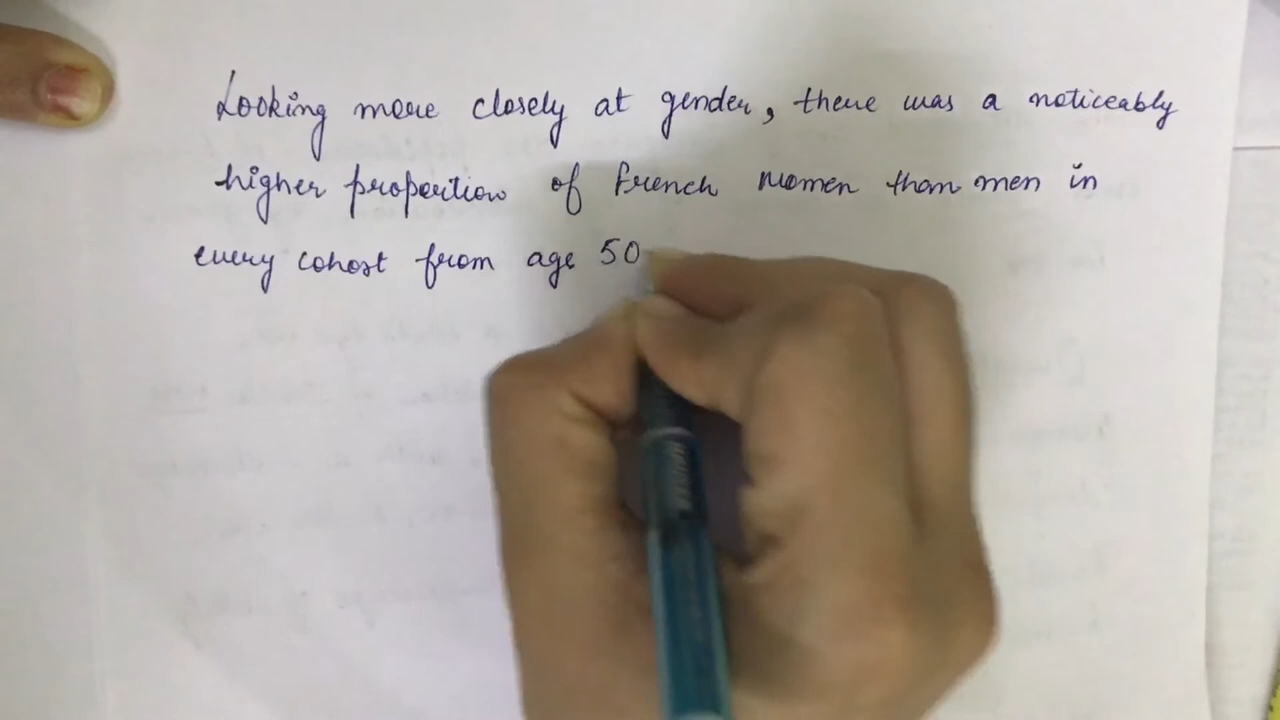 Looking more closely at gender, there was a noticeably
higher proportion of French women than men in
every cohort from age 50